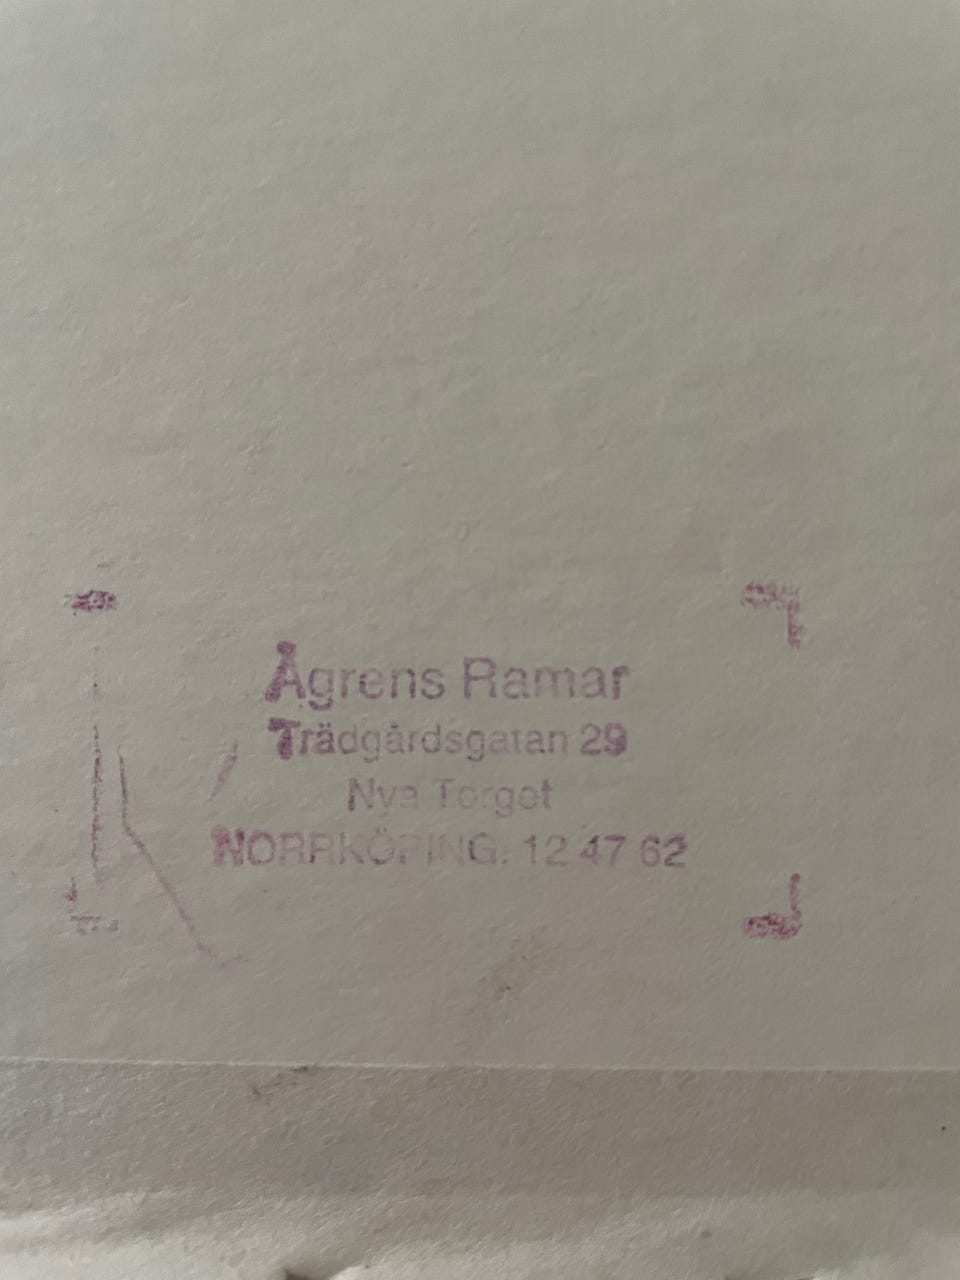 Ågrens Ramar
Trädgårdsgatan 29
Nya Torget
NORRKÖPING. 12 47 62